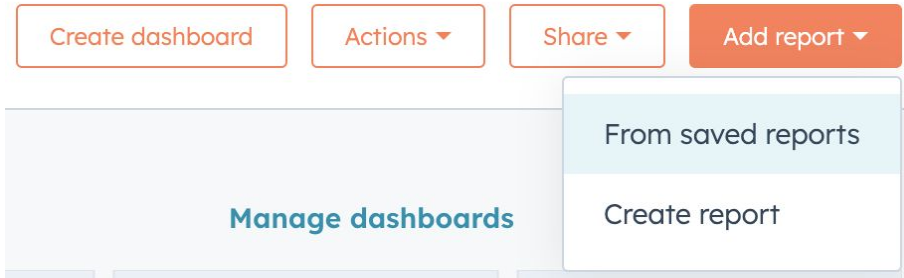 Create dashboard
Actions
Share
Add report
From saved reports
Create report
Manage dashboards